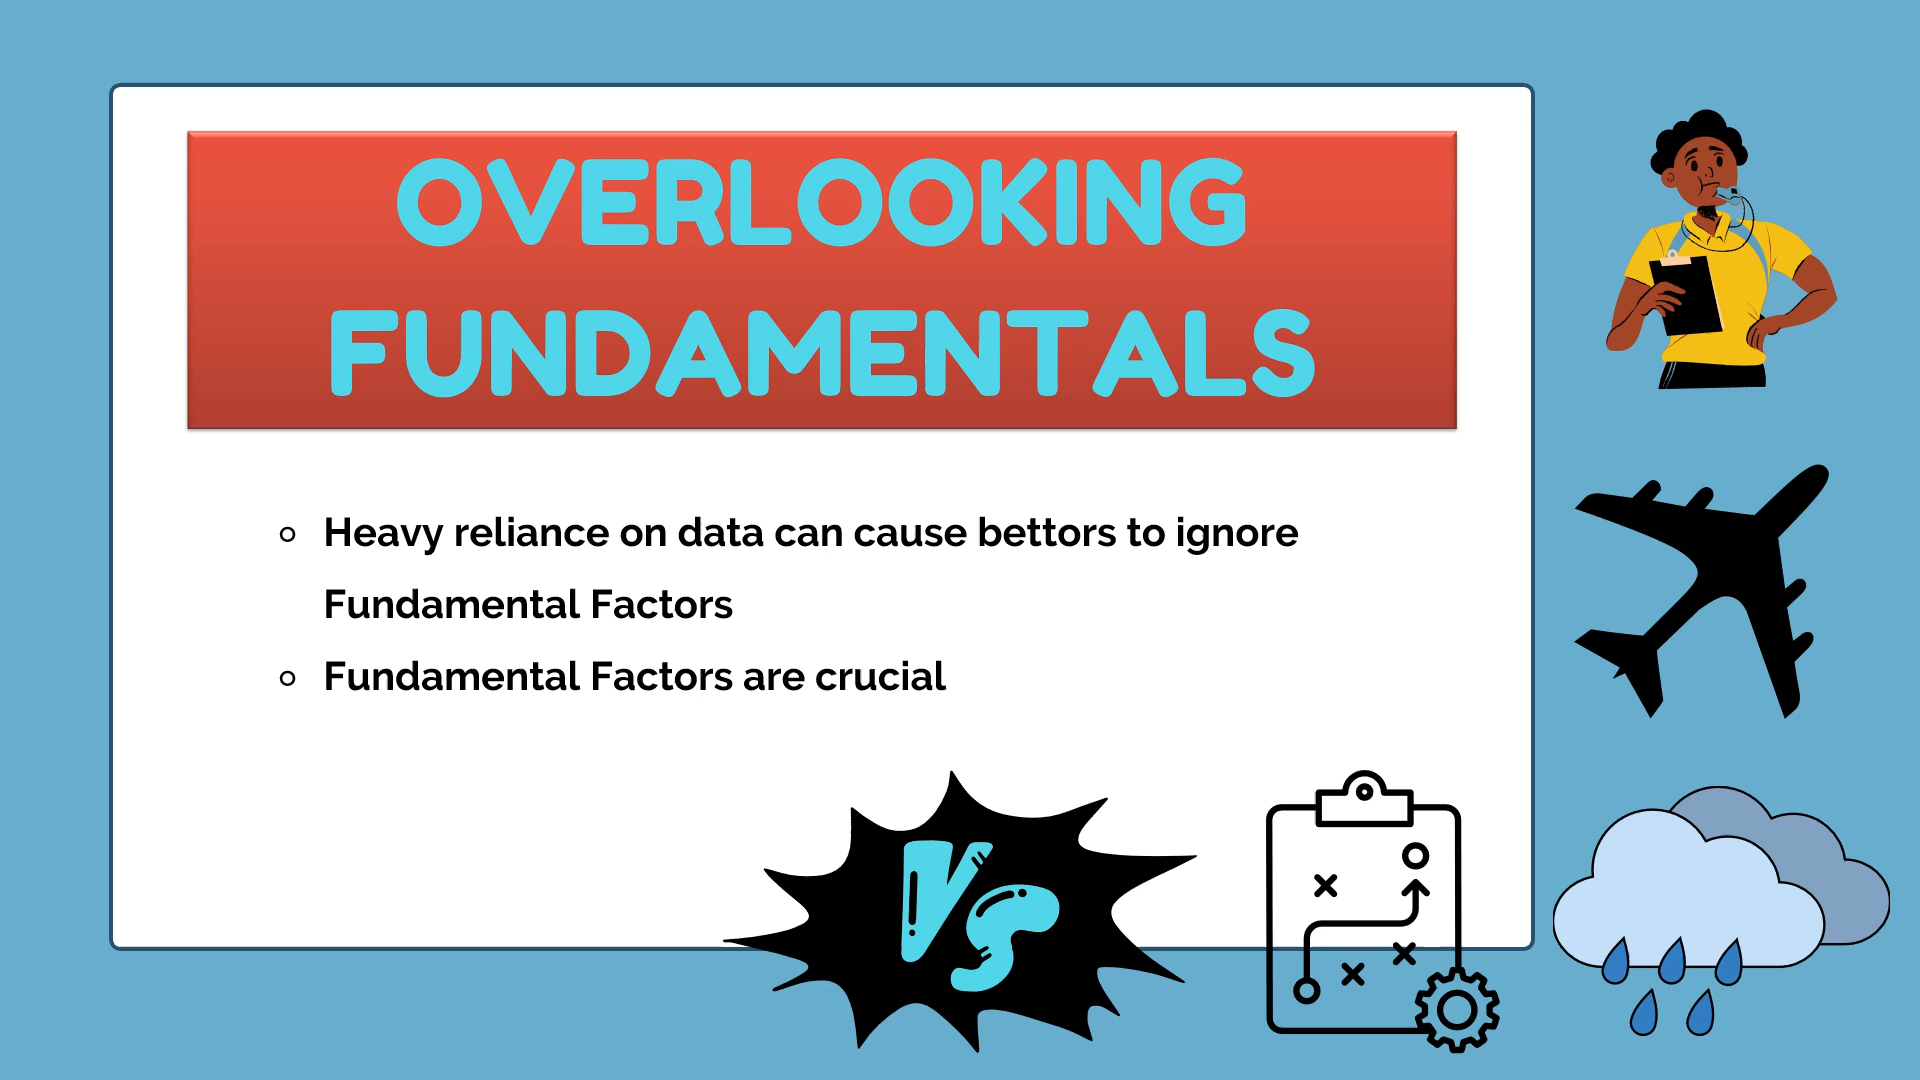 OVERLOOKING
FUNDAMENTALS
Heavy reliance on data can cause bettors to ignore
Fundamental Factors
Fundamental Factors are crucial
Vs